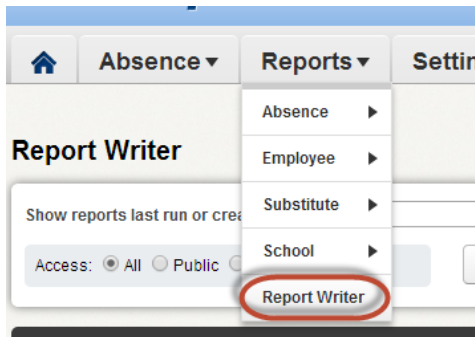 Absence▾ Reports▾ Settin
Absence ▶
Report Writer
Employee ▶
Show reports last run or crea
Substitute ▶
School ▶
Access: All Public
Report Writer